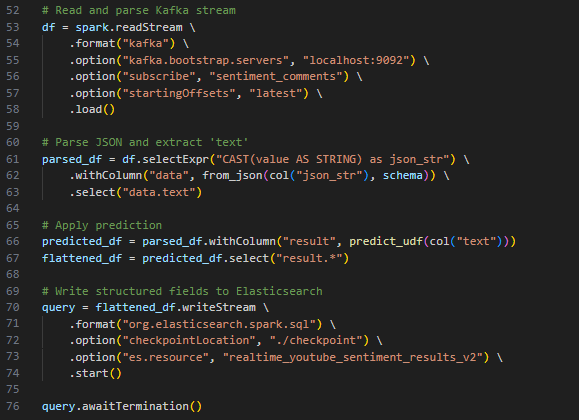 52 # Read and parse Kafka stream
53 df = spark.readStream \
54     .format("kafka") \
55     .option("kafka.bootstrap.servers", "localhost:9092") \
56     .option("subscribe", "sentiment_comments") \
57     .option("startingOffsets", "latest") \
58     .load()
59
60 # Parse JSON and extract 'text'
61 parsed_df = df.selectExpr("CAST(value AS STRING) as json_str") \
62     .withColumn("data", from_json(col("json_str"), schema)) \
63     .select("data.text")
64
65 # Apply prediction
66 predicted_df = parsed_df.withColumn("result", predict_udf(col("text")))
67 flattened_df = predicted_df.select("result.*")
68
69 # Write structured fields to Elasticsearch
70 query = flattened_df.writeStream \
71     .format("org.elasticsearch.spark.sql") \
72     .option("checkpointLocation", "./checkpoint") \
73     .option("es.resource", "realtime_youtube_sentiment_results_v2") \
74     .start()
75
76 query.awaitTermination()